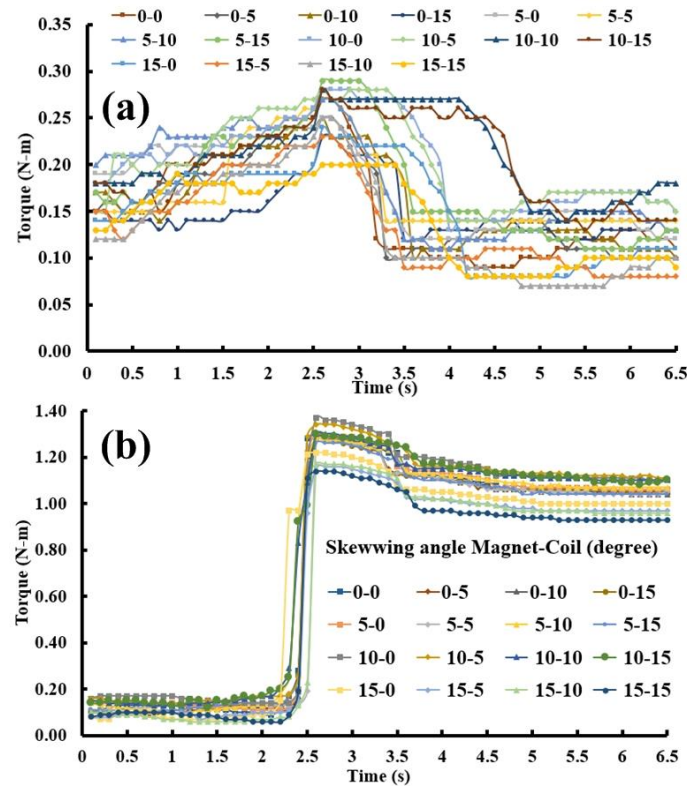 0-0 0-5 0-10 0-15 5-0 5-5
5-10 5-15 10-0 10-5 10-10 10-15
15-0 15-5 15-10 15-15
0.35
(a)
0.30
0.25
0.20
Torque (N-m)
0.15
0.10
0.05
0.00
0 0.5 1 1.5 2 2.5 3 3.5 4 4.5 5 5.5 6 6.5
Time (s)
1.40
(b)
1.20
1.00
0.80
Torque (N-m)
Skewwing angle Magnet-Coil (degree)
0.60
0-0 0-5 0-10 0-15
5-0 5-5 5-10 5-15
0.40
10-0 10-5 10-10 10-15
0.20
15-0 15-5 15-10 15-15
0.00
0 0.5 1 1.5 2 2.5 3 3.5 4 4.5 5 5.5 6 6.5
Time (s)